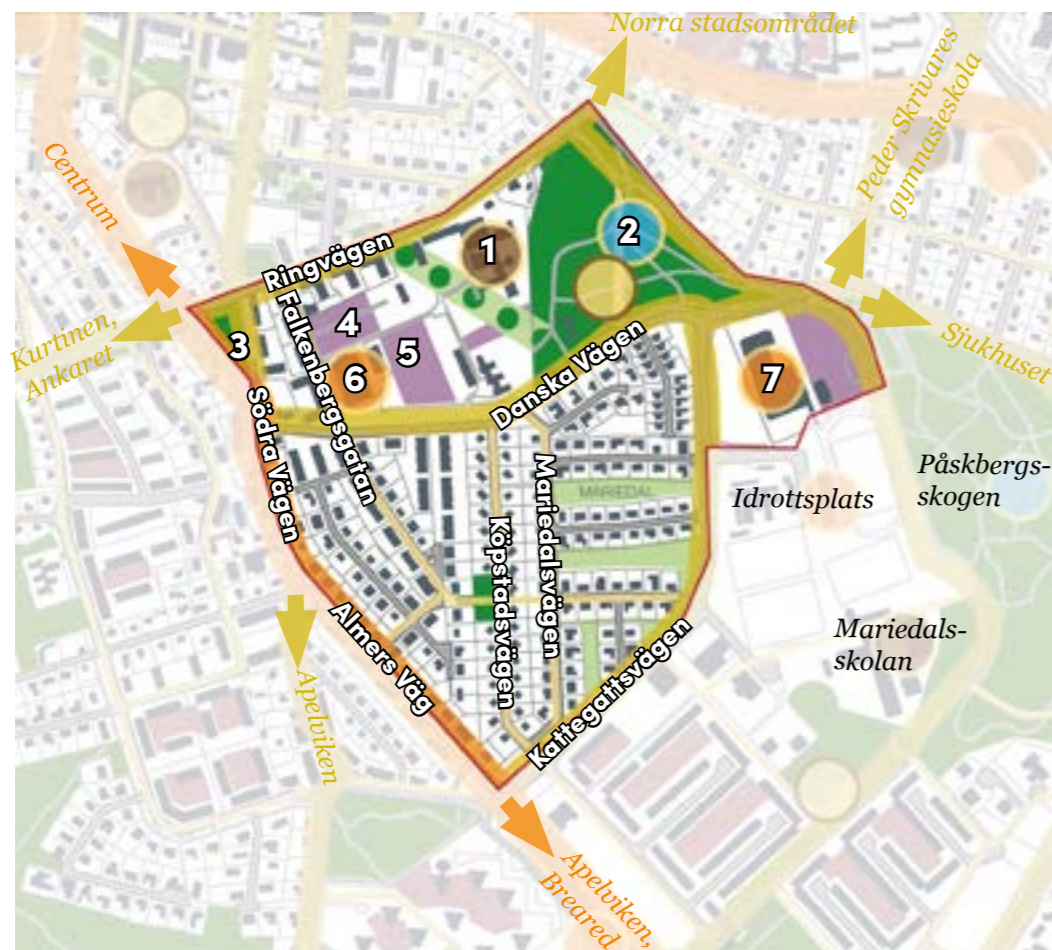 Norra stadsområdet
Peder Skrivares
gymnasieskola
Centrum
2
1
Ringvägen
Kurtinen,
Ankaret
3
4
5
6
7
Falkenbergsgatan
Danska Vägen
Sjukhuset
Södra Vägen
Mariedalsvägen
MARIEDAL
Påskbergs-
skogen
Idrottsplats
Köpstadsvägen
Almers Väg
Mariedals-
skolan
Apelviken
Kattegattsvägen
Apelviken,
Breared